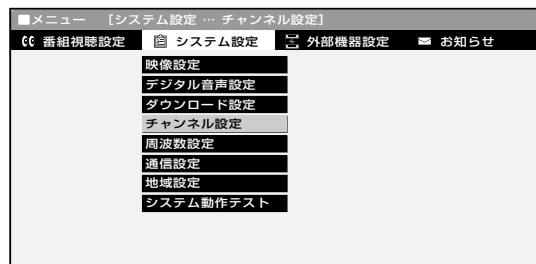 ■メニュー [システム設定 … チャンネル設定]
番組視聴設定 システム設定 外部機器設定 お知らせ
映像設定
デジタル音声設定
ダウンロード設定
チャンネル設定
周波数設定
通信設定
地域設定
システム動作テスト